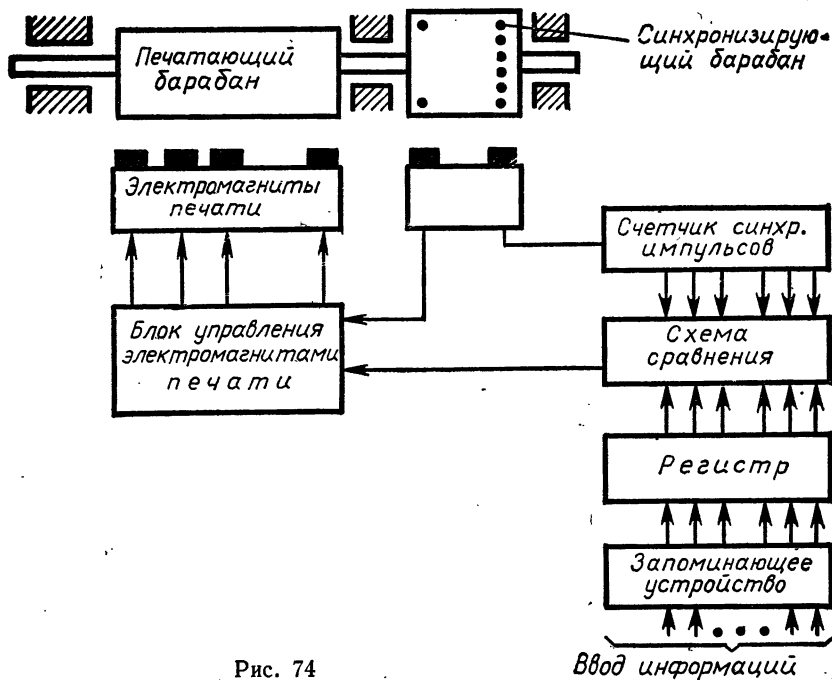 Печатающий
барабан
Синхронизирую-
щий барабан
Электромагниты
печати
Счетчик синхр.
импульсов
Блок управления
электромагнитами
печати
Схема
сравнения
Регистр
Запоминающее
устройство
Ввод информаций
Рис. 74